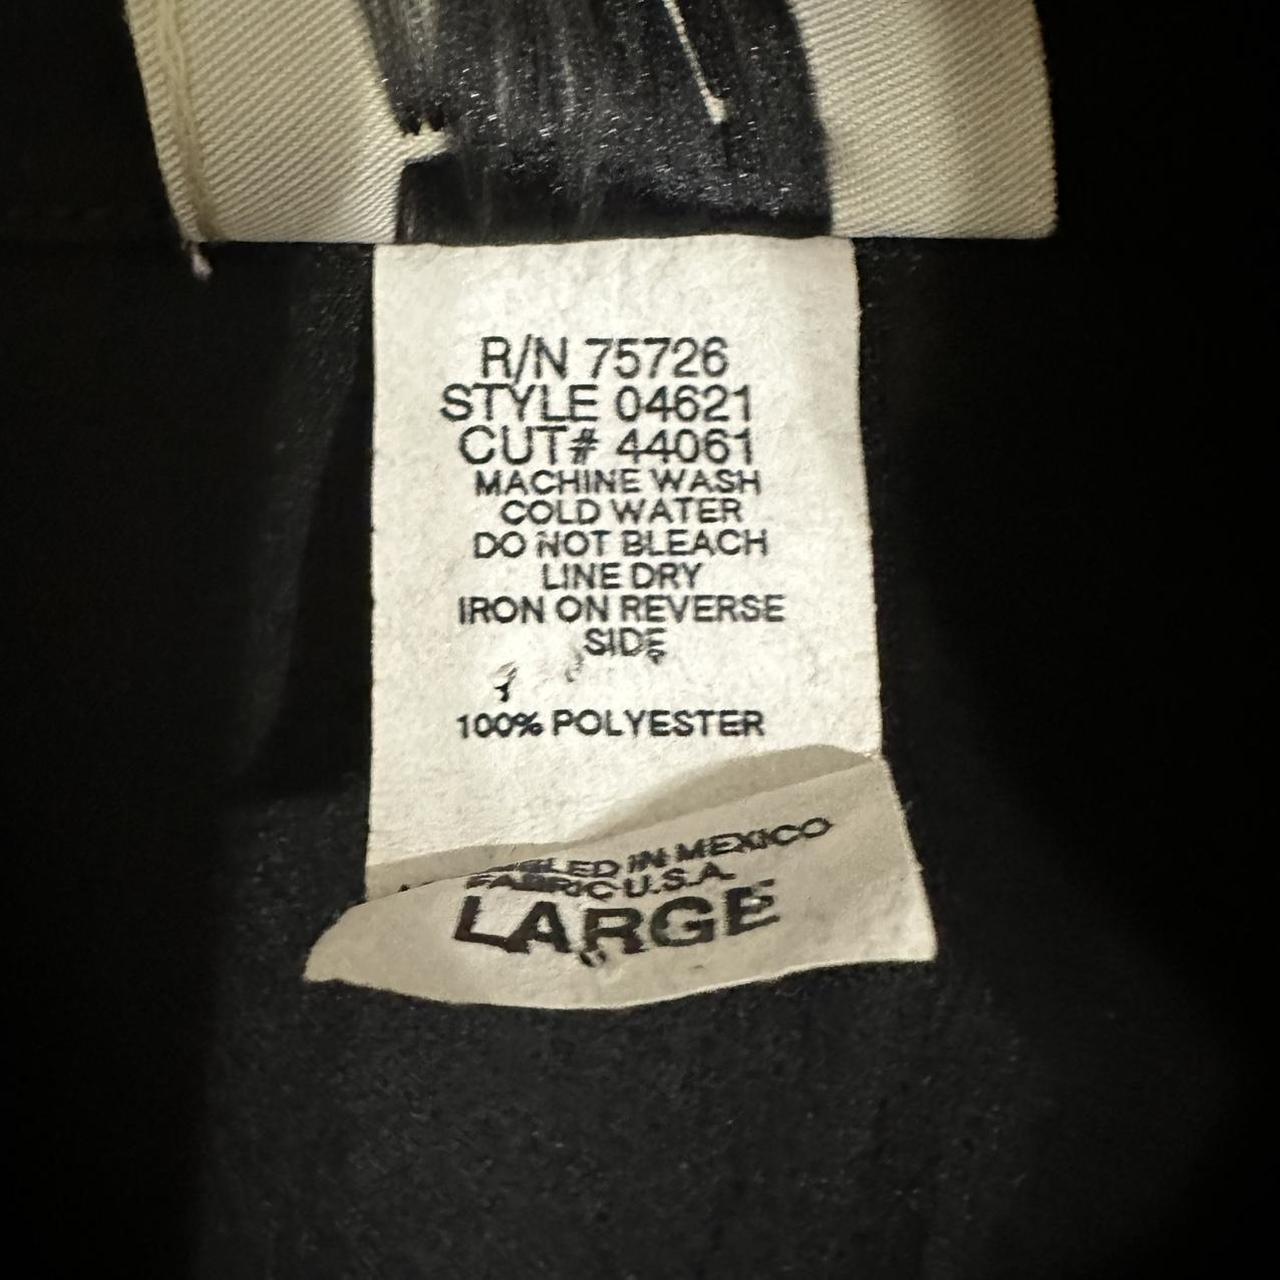 R/N 75726
STYLE 04621
CUT# 44061
MACHINE WASH
COLD WATER
DO NOT BLEACH
LINE DRY
IRON ON REVERSE
SIDE
100% POLYESTER
IN MEXICO
FABRIC U.S.A.
LARGE